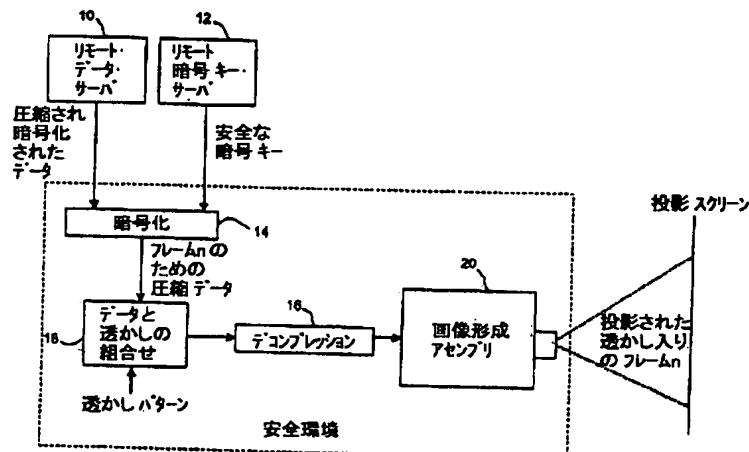 10
12
リモート・
データ・
サーバ
リモート
暗号 キー・
サーバ
圧縮され
暗号化
された
データ
安全な
暗号 キー
投影 スクリーン
暗号化
14
フレームnの
ための
圧縮 データ
20
データと
透かしの
組合せ
18
16
デコンプレッション
画像形成
アセンブリ
投影された
透かし入り
のフレームn
透かし パターン
安全環境